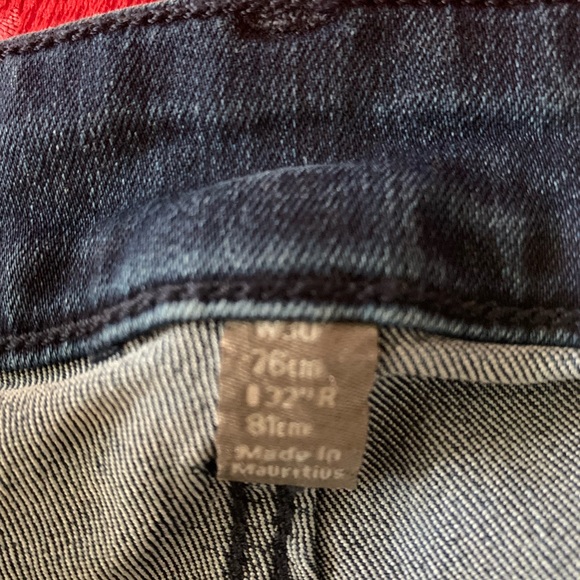 W30"
76cm
L32" R
81cm
Made in
Mauritius